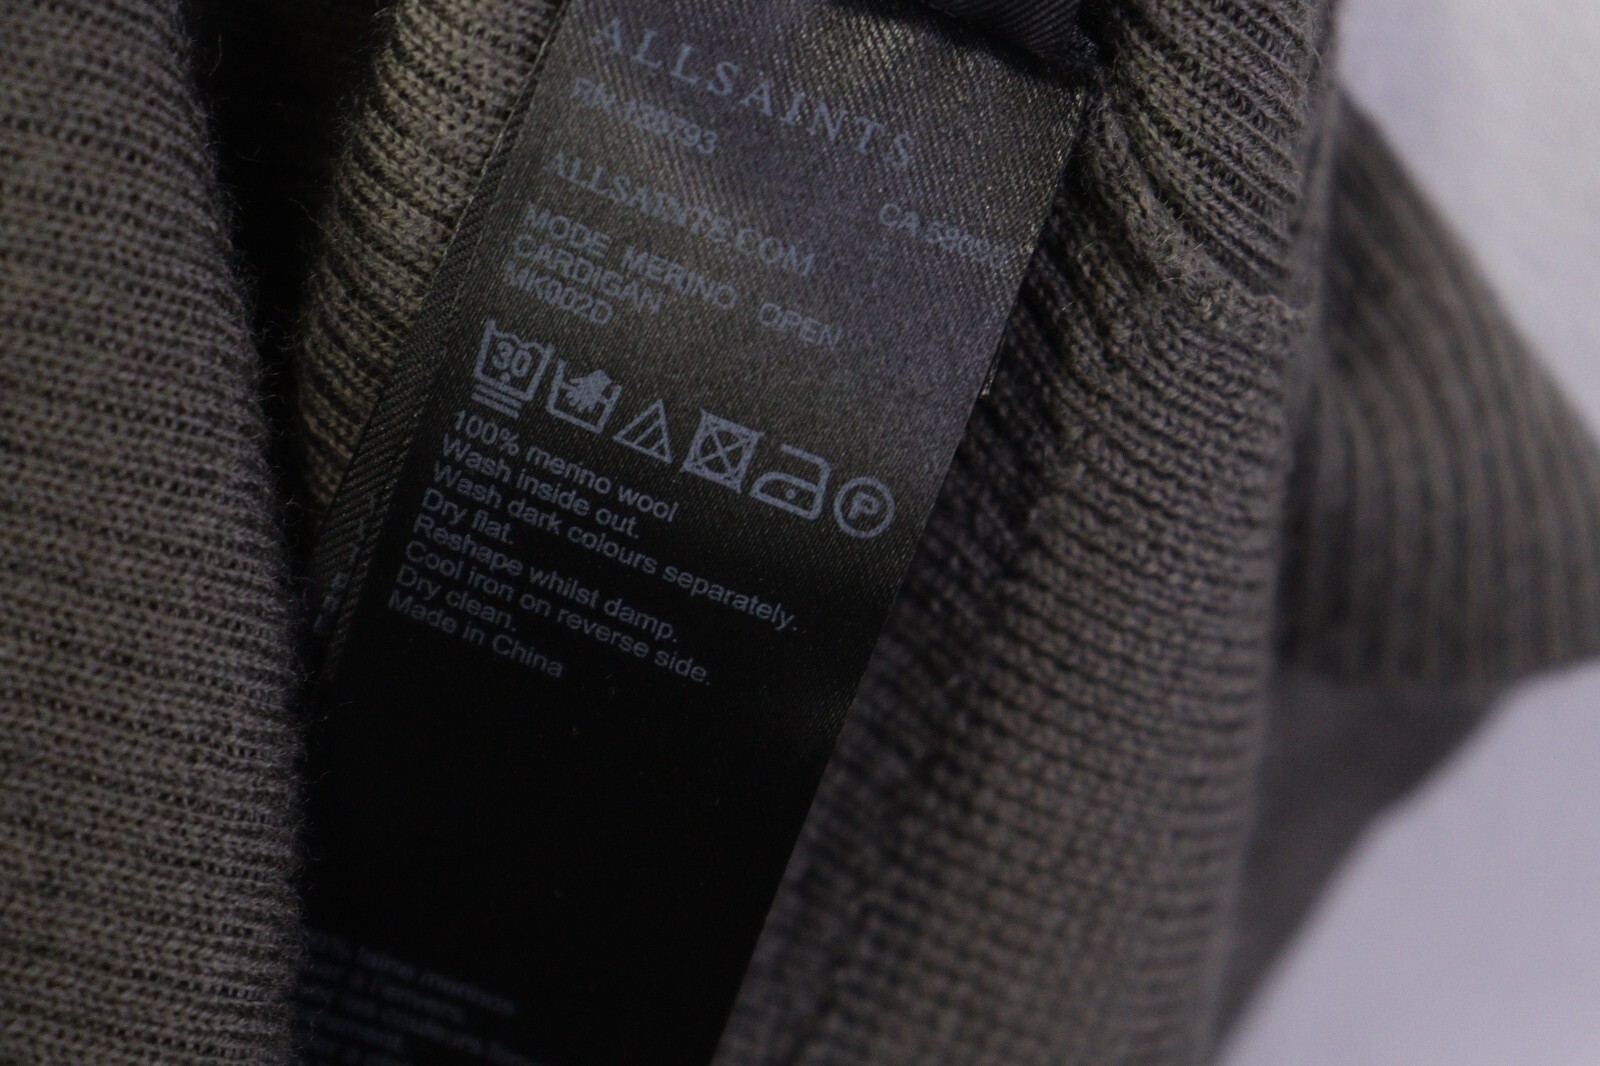 ALLSAINTS
ALLSAINTS.COM
MODE MERINO OPEN
CARDIGAN
MK002D
30
P
100% merino wool
Wash inside out.
Wash dark colours separately.
Dry flat.
Reshape whilst damp.
Cool iron on reverse side.
Dry clean.
Made in China